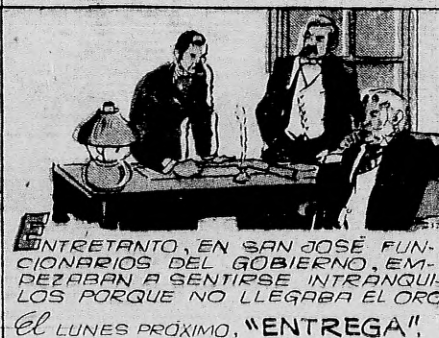 ENTRETANTO, EN SAN JOSÉ FUN-
CIONARIOS DEL GOBIERNO, EM-
PEZABAN A SENTIRSE INTRANQUI-
LOS PORQUE NO LLEGABA EL ORO
El LUNES PRÓXIMO, "ENTREGA".